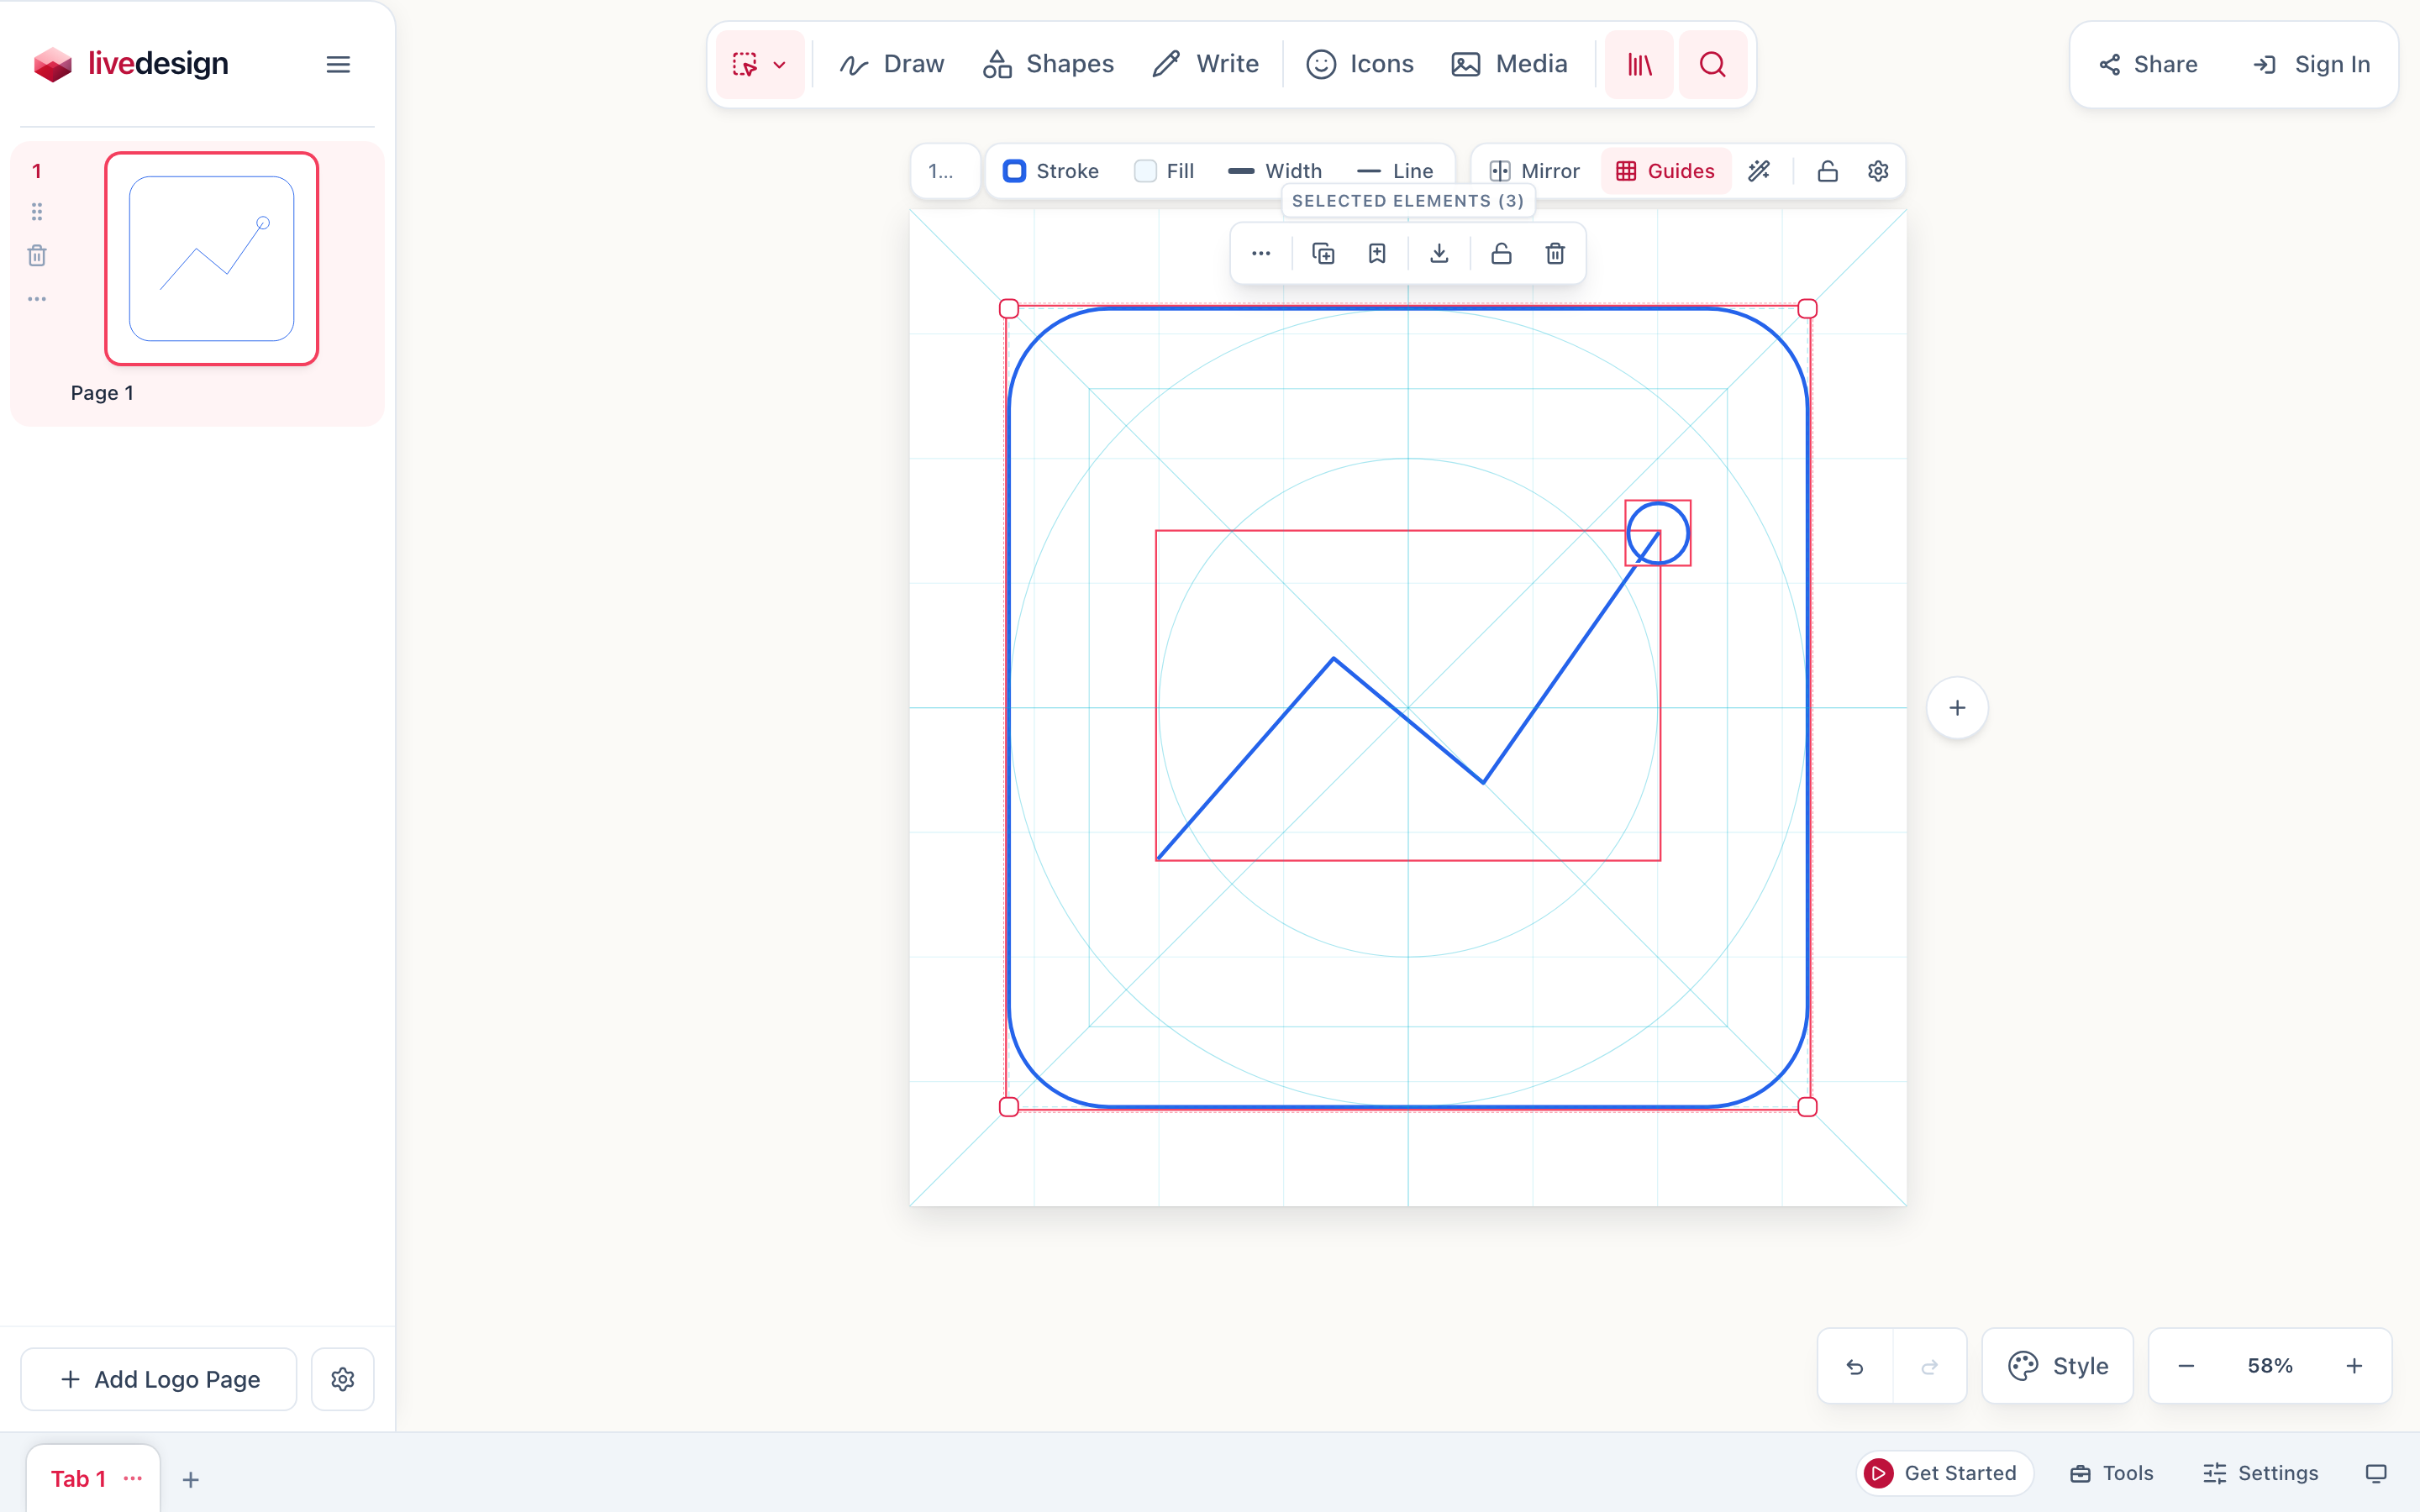 livedesign
Draw
Shapes
Write
Icons
Media
Share
Sign In
1
Page 1
1...
Stroke
Fill
Width
Line
Mirror
Guides
SELECTED ELEMENTS (3)
Add Logo Page
Style
58%
Tab 1
Get Started
Tools
Settings